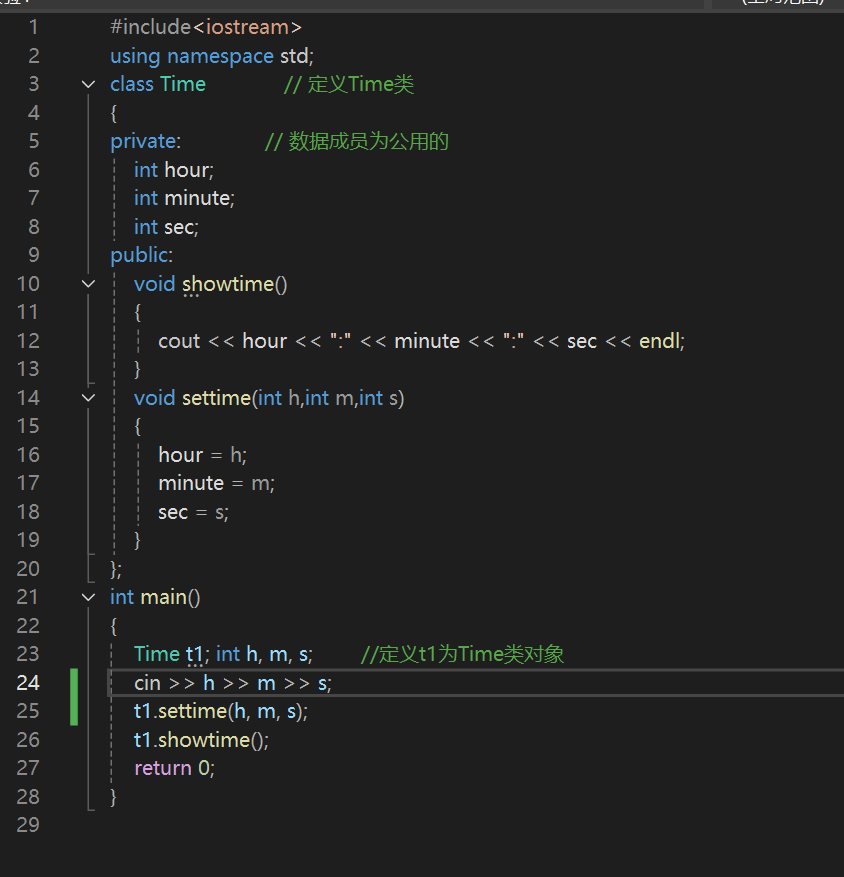 1 #include<iostream>
2 using namespace std;
3 class Time // 定义Time类
4 {
5 private: // 数据成员为公用的
6 int hour;
7 int minute;
8 int sec;
9 public:
10 void showtime()
11 {
12 cout << hour << ":" << minute << ":" << sec << endl;
13 }
14 void settime(int h,int m,int s)
15 {
16 hour = h;
17 minute = m;
18 sec = s;
19 }
20 };
21 int main()
22 {
23 Time t1; int h, m, s; //定义t1为Time类对象
24 cin >> h >> m >> s;
25 t1.settime(h, m, s);
26 t1.showtime();
27 return 0;
28 }
29